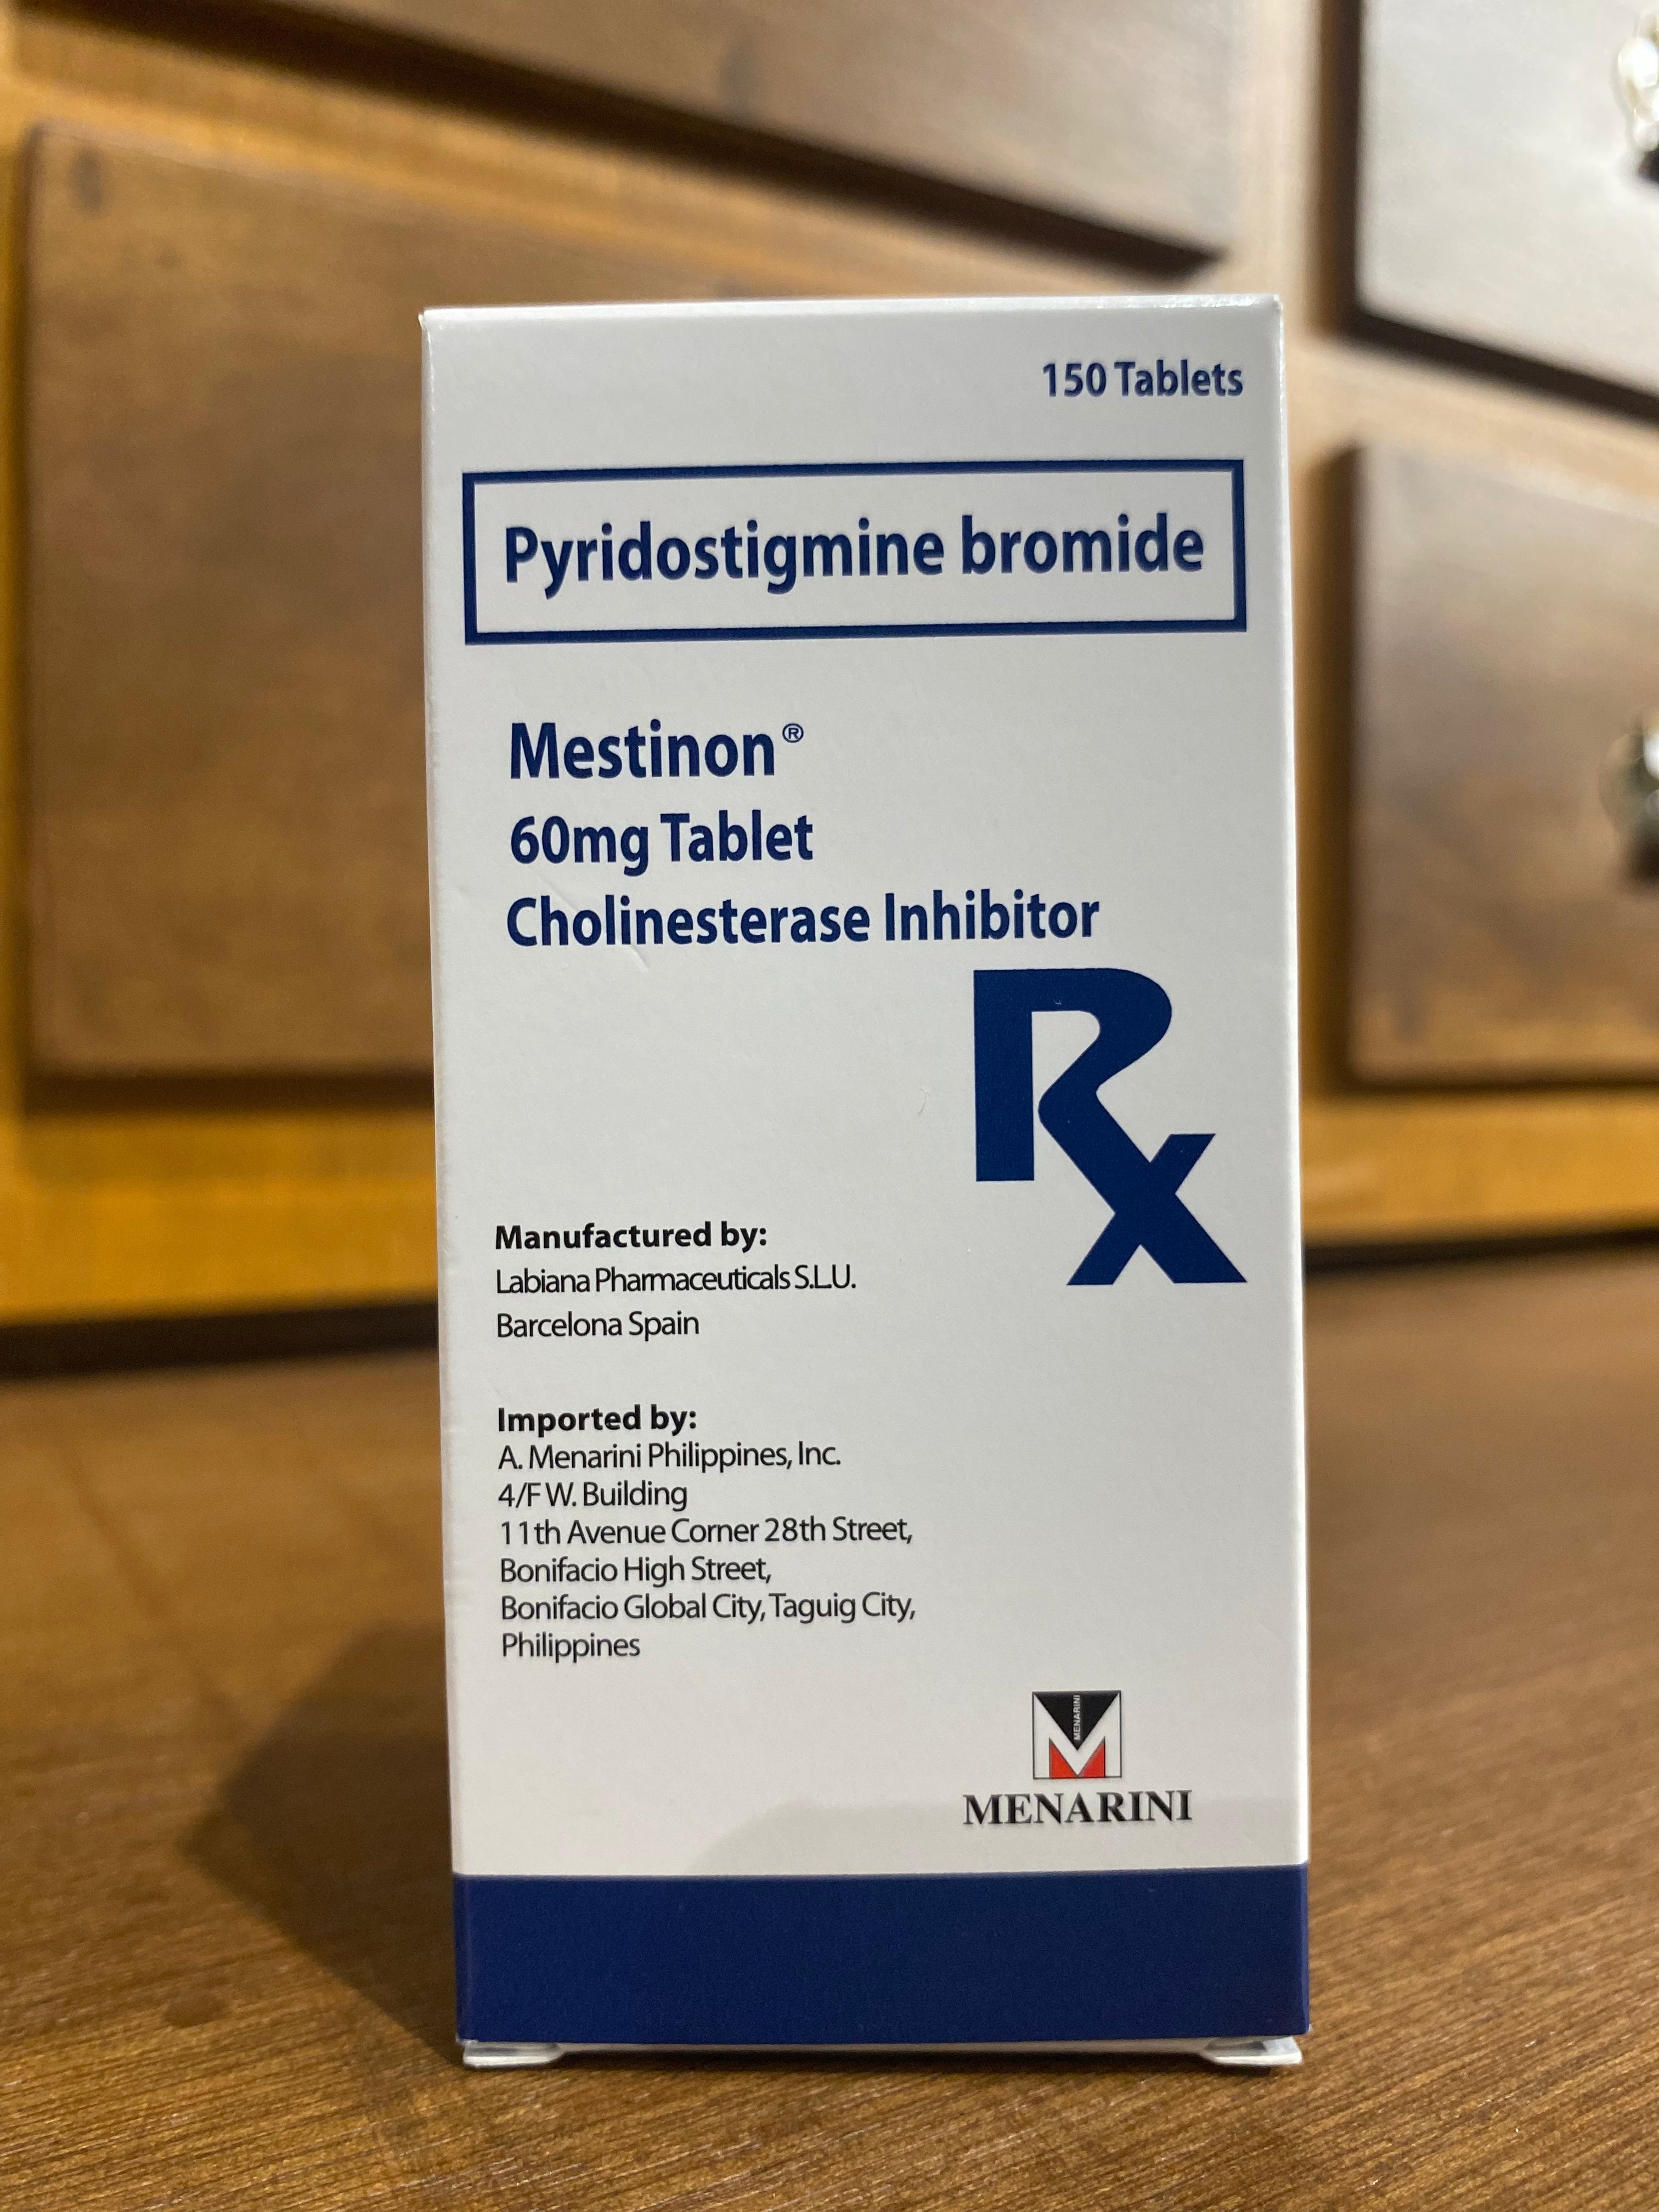 150 Tablets
Pyridostigmine bromide
Mestinon®
60mg Tablet
Cholinesterase Inhibitor
Rx
Manufactured by:
Labiana Pharmaceuticals S.L.U.
Barcelona Spain
Imported by:
A. Menarini Philippines, Inc.
4/F W. Building
11th Avenue Corner 28th Street,
Bonifacio High Street,
Bonifacio Global City, Taguig City,
Philippines
MENARINI
MENARINI